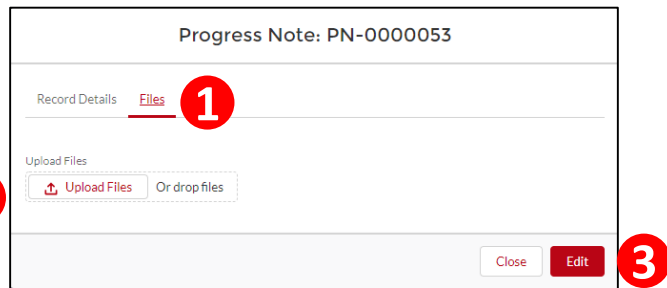 Progress Note: PN-0000053
Record Details Files 1
Upload Files
Upload Files Or drop files
Close Edit 3